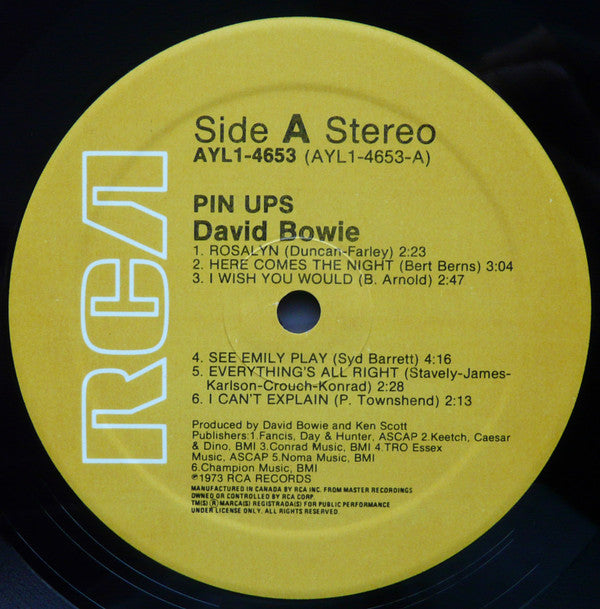 RCA
Side A Stereo
AYL1-4653 (AYL1-4653-A)
PIN UPS
David Bowie
1. ROSALYN (Duncan-Farley) 2:23
2. HERE COMES THE NIGHT (Bert Berns) 3:04
3. I WISH YOU WOULD (B. Arnold) 2:47
4. SEE EMILY PLAY (Syd Barrett) 4:16
5. EVERYTHING'S ALL RIGHT (Stavely-James-
Karlson-Crouch-Konrad) 2:28
6. I CAN'T EXPLAIN (P. Townshend) 2:13
Produced by David Bowie and Ken Scott
Publishers:1.Fancis, Day & Hunter, ASCAP 2.Keetch, Caesar
& Dino, BMI 3.Conrad Music, BMI 4.TRO Essex
Music, ASCAP 5.Noma Music, BMI
6.Champion Music, BMI
℗1973 RCA RECORDS
MANUFACTURED IN CANADA BY RCA INC. FROM MASTER RECORDINGS
OWNED OR CONTROLLED BY RCA CORP.
TM(S) ® MARCA(S) REGISTRADA(S) FOR PUBLIC PERFORMANCE
UNDER LICENSE ONLY. ALL RIGHTS RESERVED.